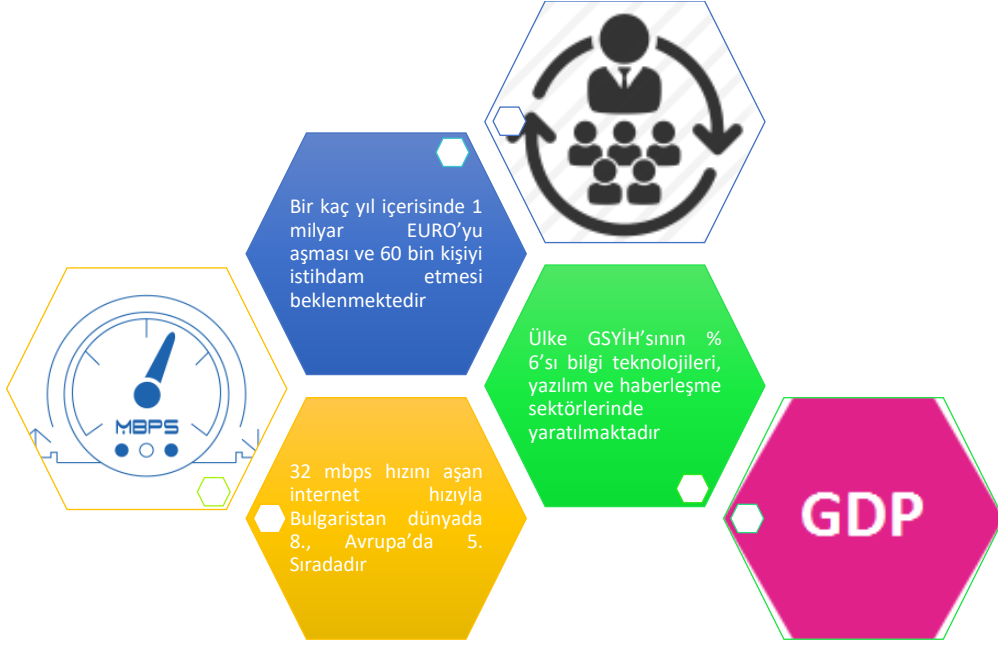 Bir kaç yıl içerisinde 1
milyar EURO’yu
aşması ve 60 bin kişiyi
istihdam etmesi
beklenmektedir
Ülke GSYİH’sının %
6’sı bilgi teknolojileri,
yazılım ve haberleşme
sektörlerinde
yaratılmaktadır
MBPS
32 mbps hızını aşan
internet hızıyla
Bulgaristan dünyada
8., Avrupa’da 5.
Sıradadır
GDP